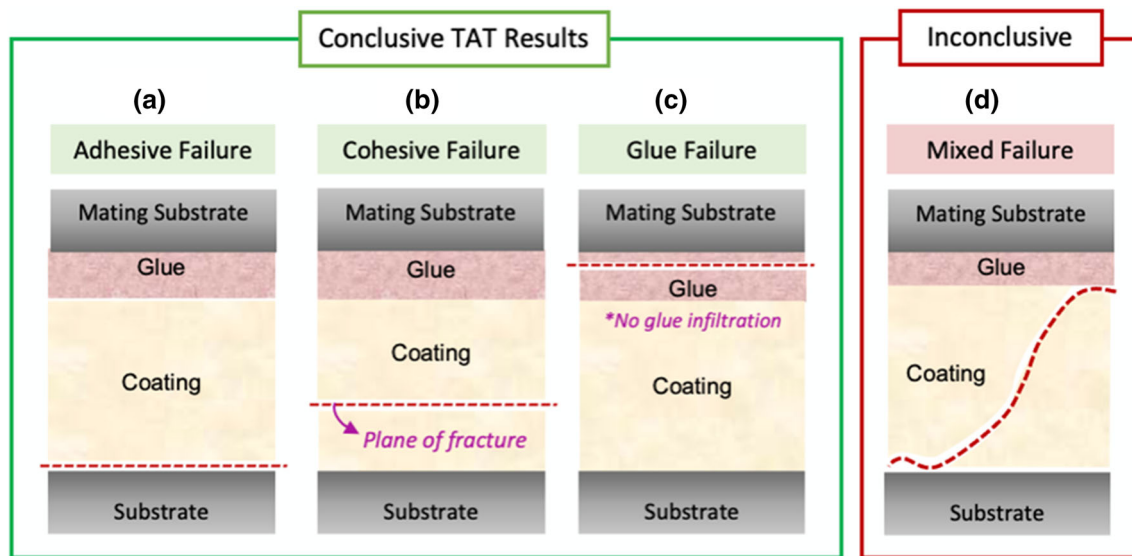 Conclusive TAT Results
Inconclusive
(a)
(b)
(c)
(d)
Adhesive Failure
Cohesive Failure
Glue Failure
Mixed Failure
Mating Substrate
Mating Substrate
Mating Substrate
Mating Substrate
Glue
Glue
Glue
Glue
*No glue infiltration
Coating
Coating
Coating
Coating
Plane of fracture
Substrate
Substrate
Substrate
Substrate